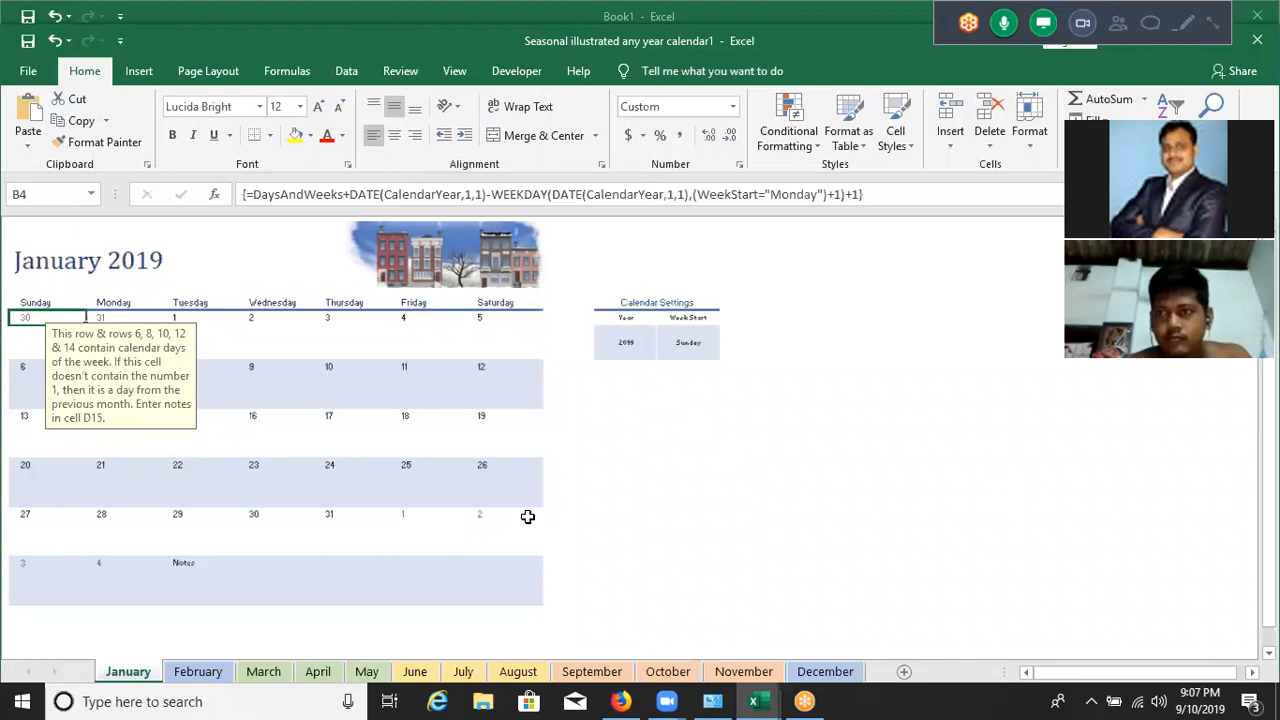 Book1 - Excel
Seasonal illustrated any year calendar1 - Excel
File Home Insert Page Layout Formulas Data Review View Developer Help Tell me what you want to do Share
Cut
Copy
Format Painter
Paste
Clipboard
Lucida Bright 12
B I U
Font
Wrap Text
Merge & Center
Alignment
Custom
$ % ,
Number
Conditional Formatting
Format as Table
Cell Styles
Styles
Insert Delete Format
Cells
AutoSum
B4 {=DaysAndWeeks+DATE(CalendarYear,1,1)-WEEKDAY(DATE(CalendarYear,1,1),(WeekStart="Monday")+1)+1}
January 2019
Sunday Monday Tuesday Wednesday Thursday Friday Saturday
30 31 1 2 3 4 5
6 9 10 11 12
13 16 17 18 19
20 21 22 23 24 25 26
27 28 29 30 31 1 2
3 4 Notes
This row & rows 6, 8, 10, 12
& 14 contain calendar days
of the week. If this cell
doesn't contain the number
1, then it is a day from the
previous month. Enter notes
in cell D15.
Calendar Settings
Year Week Start
2019 Sunday
January February March April May June July August September October November December
Type here to search
9:07 PM
9/10/2019
3